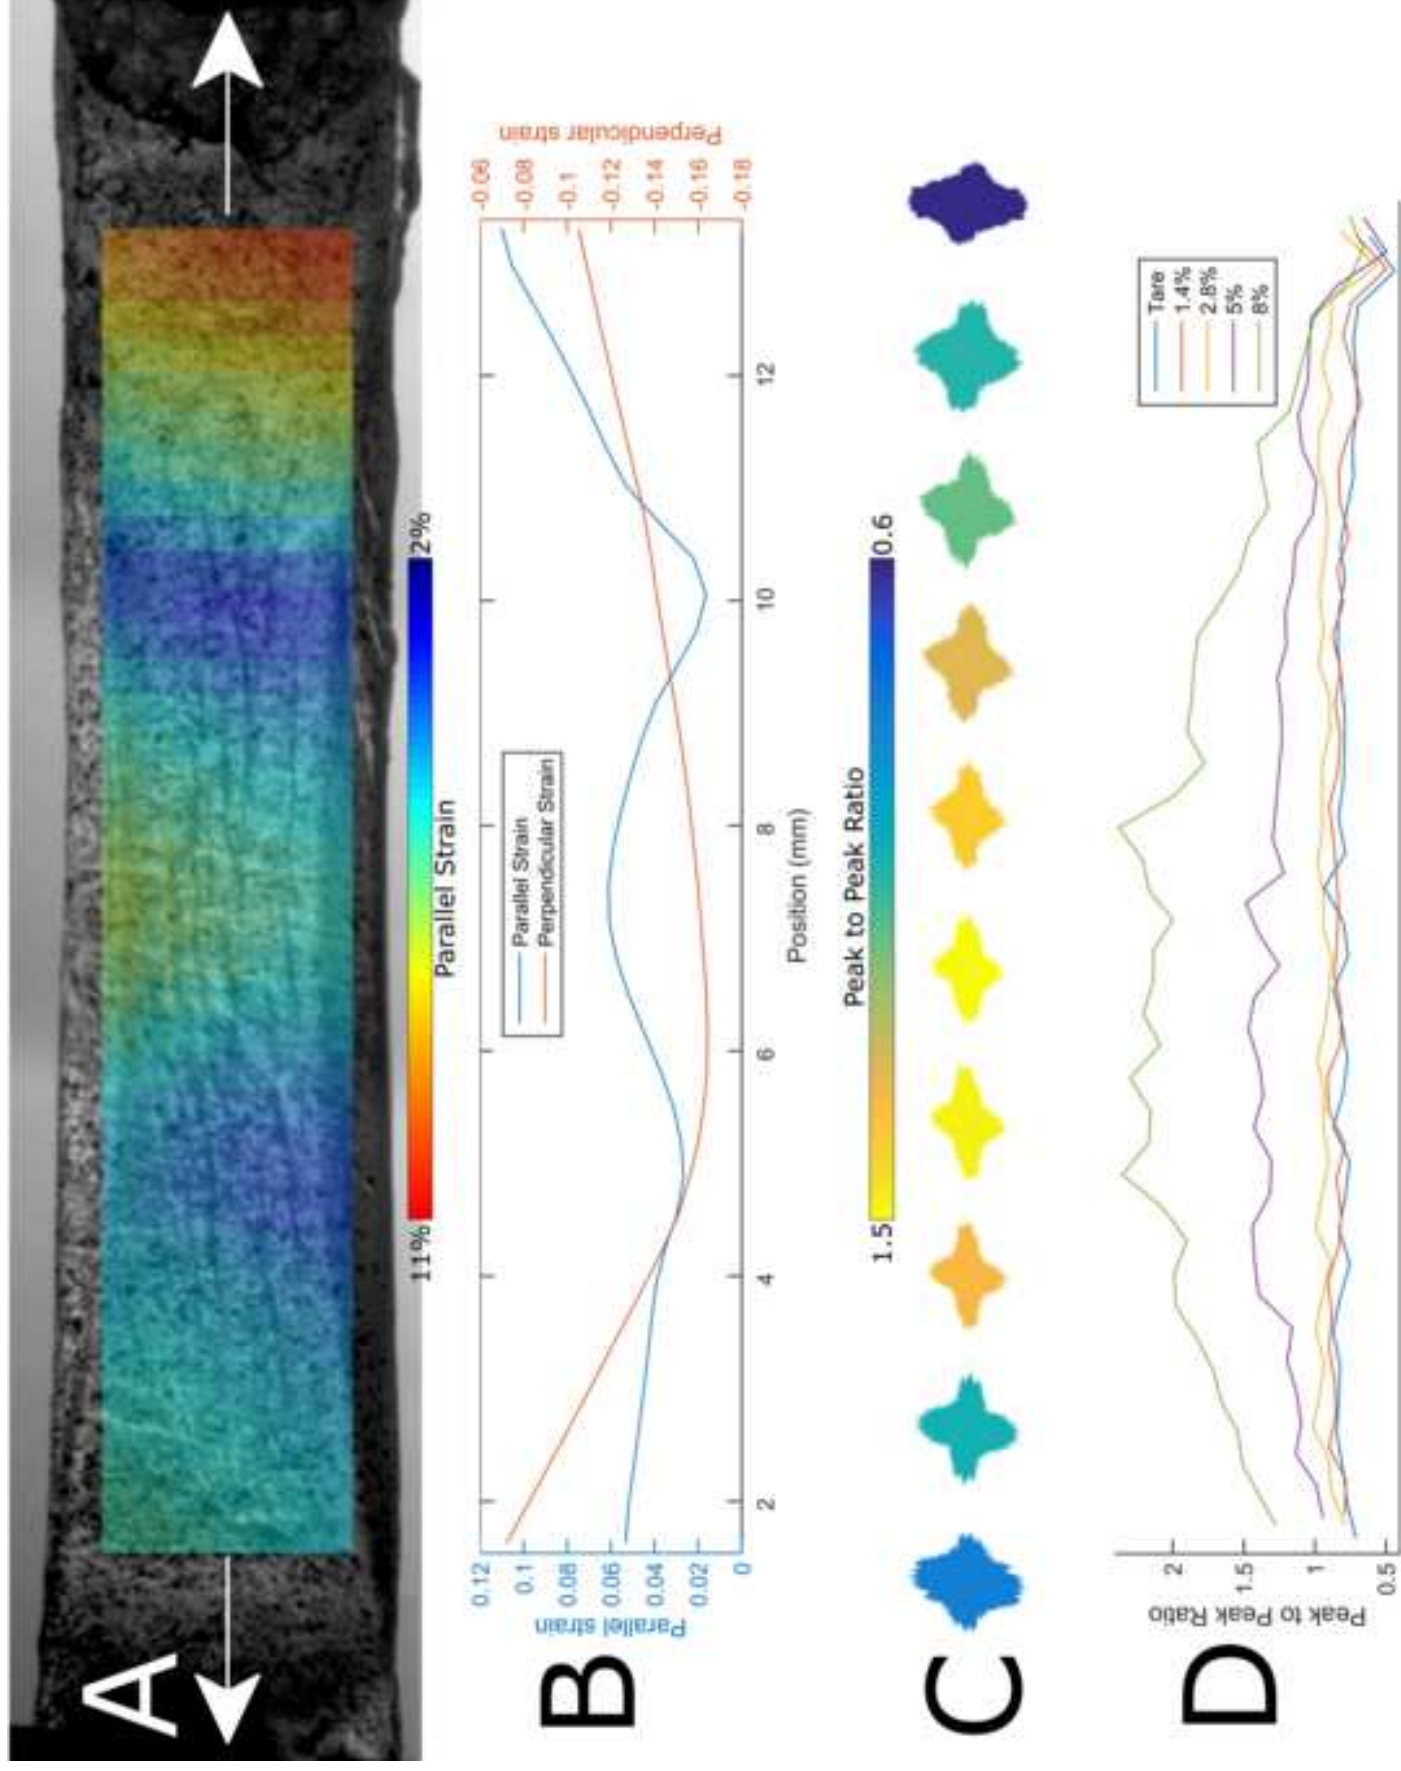 A
11%
Parallel Strain
2%
B
Parallel strain
0.12
0.1
0.08
0.06
0.04
0.02
0
Parallel Strain
Perpendicular Strain
-0.06
-0.08
-0.1
-0.12
-0.14
-0.16
-0.18
Perpendicular strain
2
4
6
8
10
12
Position (mm)
C
1.5
Peak to Peak Ratio
0.6
D
Peak to Peak Ratio
2
1.5
1
0.5
Tare
1.4%
2.8%
5%
8%